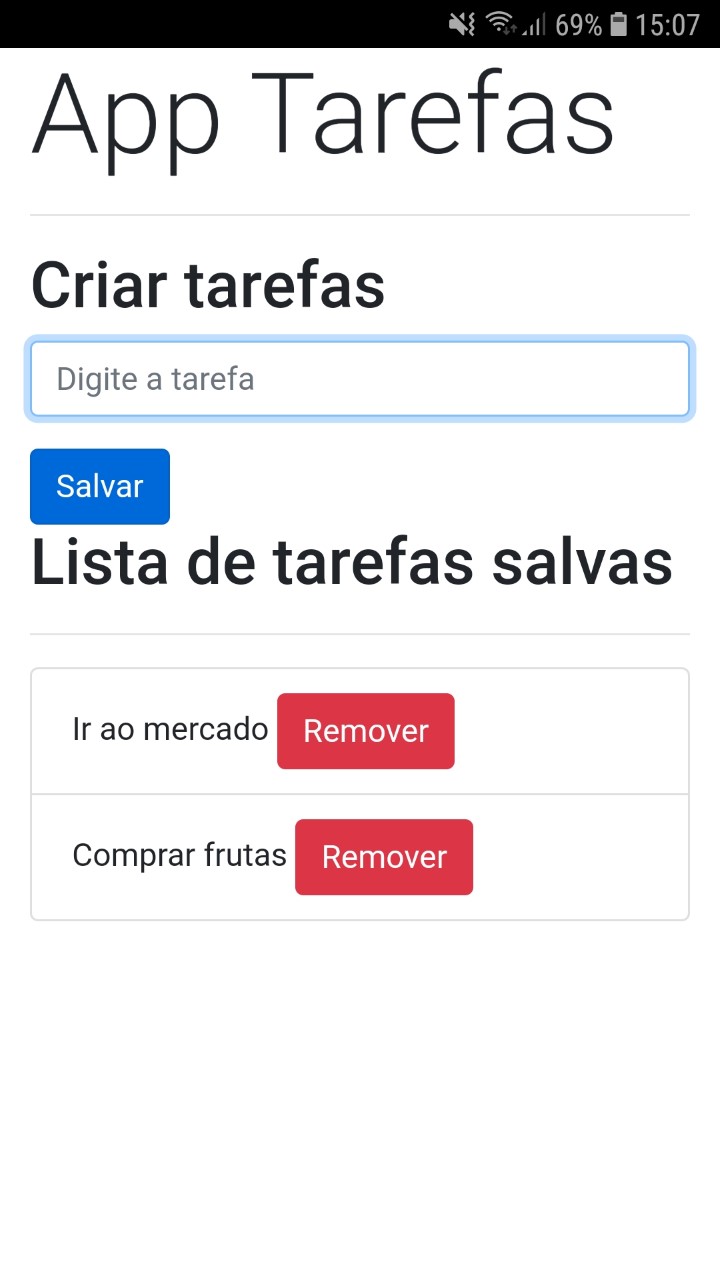 69% 15:07
App Tarefas
Criar tarefas
Digite a tarefa
Salvar
Lista de tarefas salvas
Ir ao mercado Remover
Comprar frutas Remover